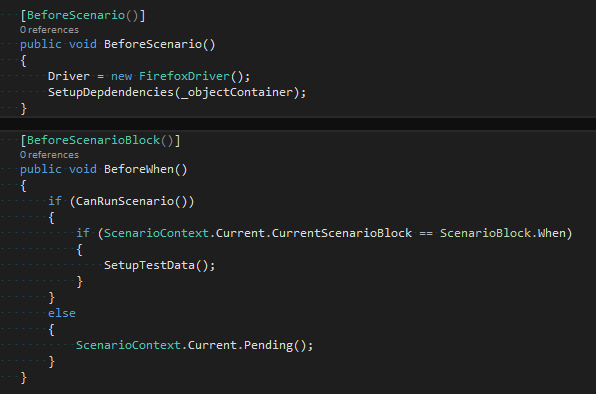 [BeforeScenario()]
0 references
public void BeforeScenario()
{
Driver = new FirefoxDriver();
SetupDepdendencies(_objectContainer);
}
[BeforeScenarioBlock()]
0 references
public void BeforeWhen()
{
if (CanRunScenario())
{
if (ScenarioContext.Current.CurrentScenarioBlock == ScenarioBlock.When)
{
SetupTestData();
}
}
else
{
ScenarioContext.Current.Pending();
}
}